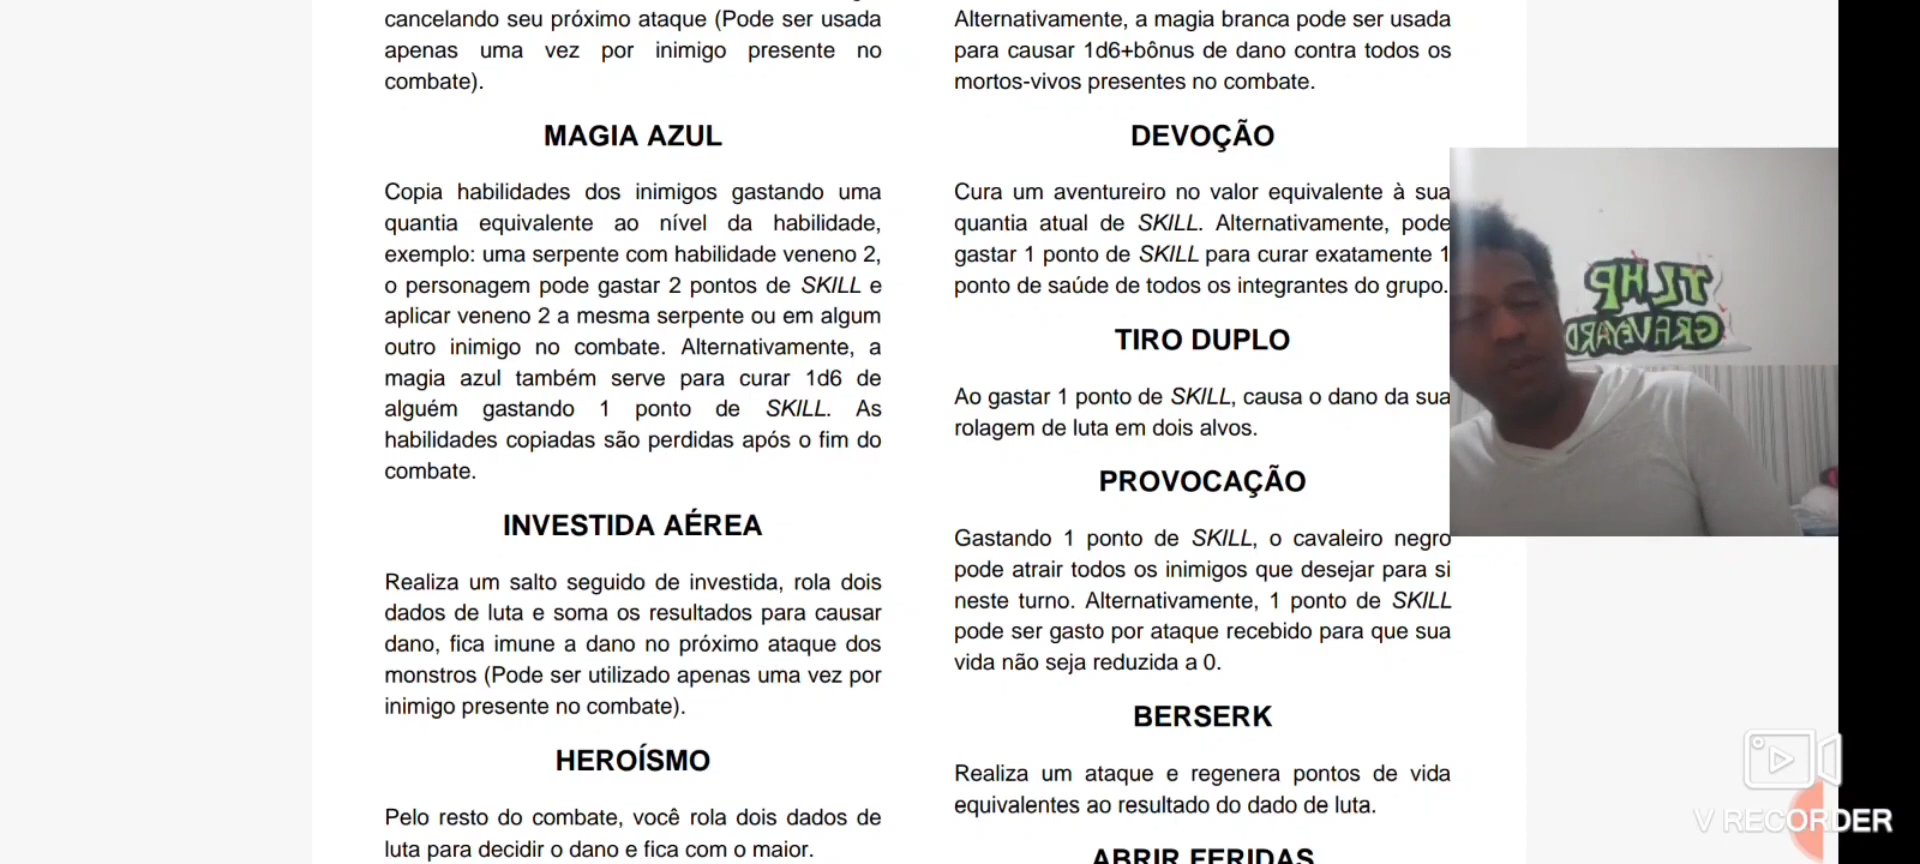 cancelando seu próximo ataque (Pode ser usada
apenas uma vez por inimigo presente no
combate).
MAGIA AZUL
Copia habilidades dos inimigos gastando uma
quantia equivalente ao nível da habilidade,
exemplo: uma serpente com habilidade veneno 2,
o personagem pode gastar 2 pontos de SKILL e
aplicar veneno 2 a mesma serpente ou em algum
outro inimigo no combate. Alternativamente, a
magia azul também serve para curar 1d6 de
alguém gastando 1 ponto de SKILL. As
habilidades copiadas são perdidas após o fim do
combate.
INVESTIDA AÉREA
Realiza um salto seguido de investida, rola dois
dados de luta e soma os resultados para causar
dano, fica imune a dano no próximo ataque dos
monstros (Pode ser utilizado apenas uma vez por
inimigo presente no combate).
HEROÍSMO
Pelo resto do combate, você rola dois dados de
luta para decidir o dano e fica com o maior.
Alternativamente, a magia branca pode ser usada
para causar 1d6+bônus de dano contra todos os
mortos-vivos presentes no combate.
DEVOÇÃO
Cura um aventureiro no valor equivalente à sua
quantia atual de SKILL. Alternativamente, pode
gastar 1 ponto de SKILL para curar exatamente 1
ponto de saúde de todos os integrantes do grupo.
TIRO DUPLO
Ao gastar 1 ponto de SKILL, causa o dano da sua
rolagem de luta em dois alvos.
PROVOCAÇÃO
Gastando 1 ponto de SKILL, o cavaleiro negro
pode atrair todos os inimigos que desejar para si
neste turno. Alternativamente, 1 ponto de SKILL
pode ser gasto por ataque recebido para que sua
vida não seja reduzida a 0.
BERSERK
Realiza um ataque e regenera pontos de vida
equivalentes ao resultado do dado de luta.
ABRIR FERIDAS
TLHP
GRAVEYARD
V RECORDER